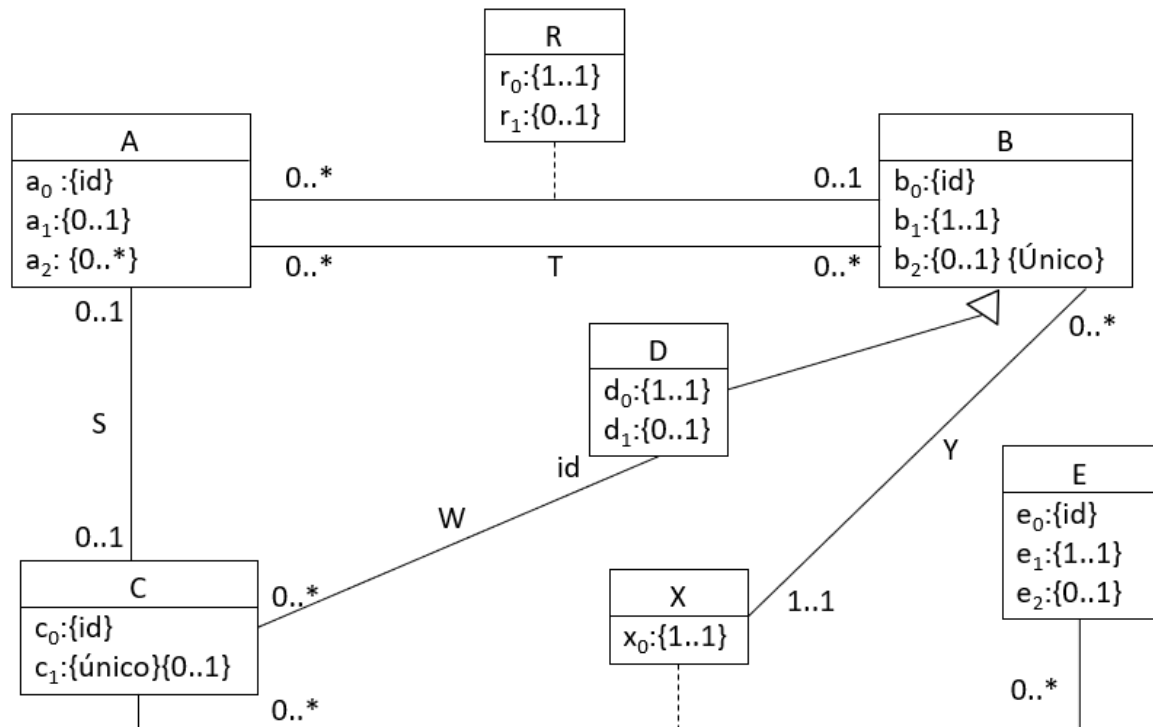 R
r₀:{1..1}
r₁:{0..1}
A
a₀ :{id}
a₁:{0..1}
a₂: {0..*}
0..*
0..1
B
b₀:{id}
b₁:{1..1}
b₂:{0..1} {Único}
0..*
T
0..*
0..1
S
0..1
D
d₀:{1..1}
d₁:{0..1}
id
W
0..*
0..*
Y
1..1
E
e₀:{id}
e₁:{1..1}
e₂:{0..1}
0..*
C
c₀:{id}
c₁:{único}{0..1}
0..*
X
x₀:{1..1}